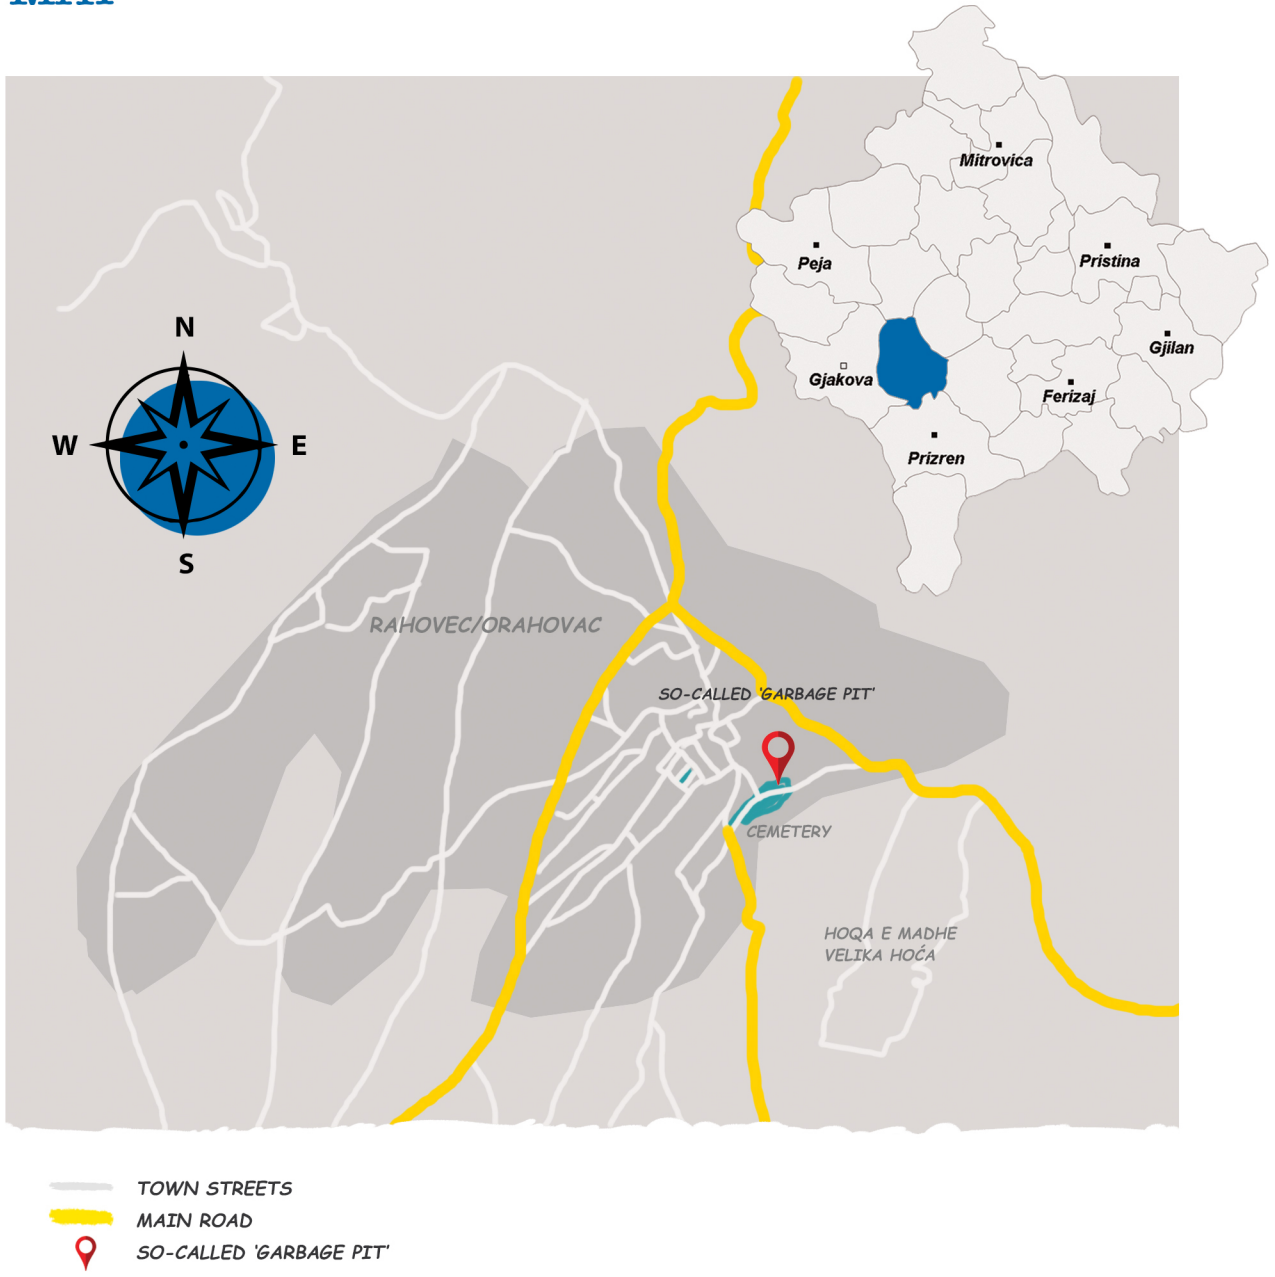 Mitrovica
Peja
Pristina
Gjilan
Gjakova
Ferizaj
Prizren
N
W
E
S
RAHOVEC/ORAHOVAC
SO-CALLED 'GARBAGE PIT'
CEMETERY
HOQA E MADHE
VELIKA HOĆA
TOWN STREETS
MAIN ROAD
SO-CALLED 'GARBAGE PIT'